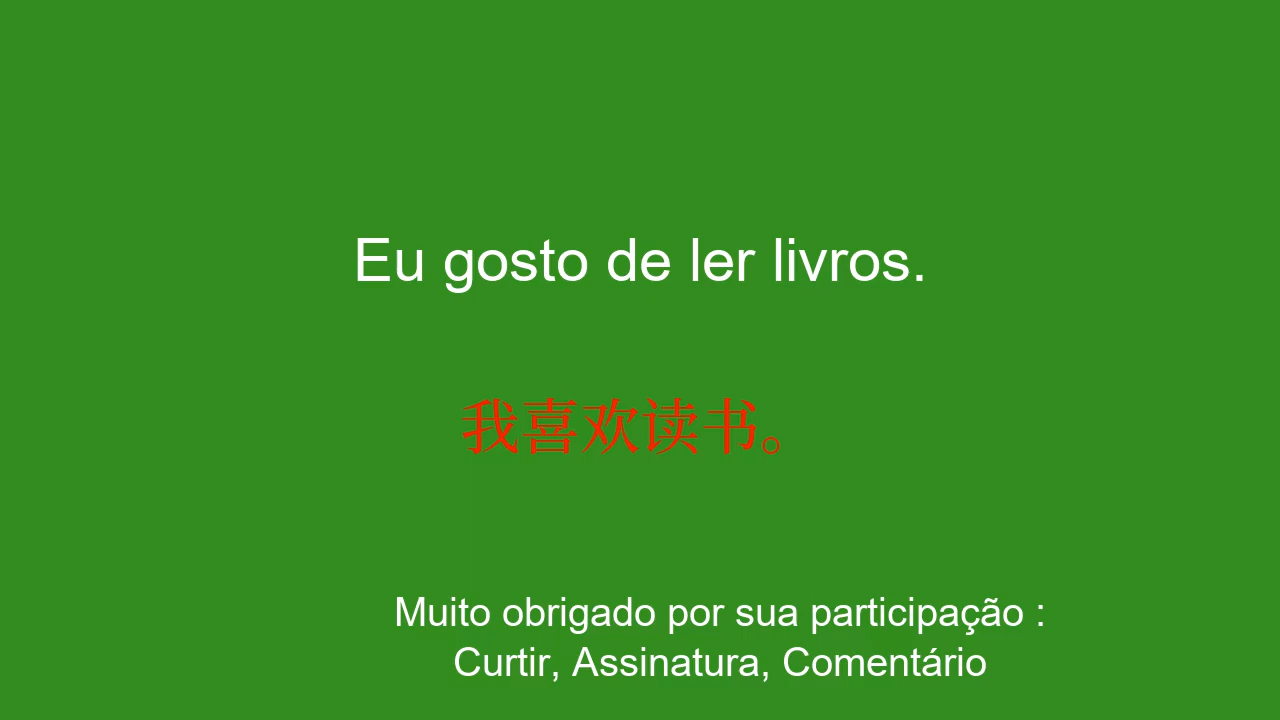 Eu gosto de ler livros.
我喜欢读书。
Muito obrigado por sua participação :
Curtir, Assinatura, Comentário